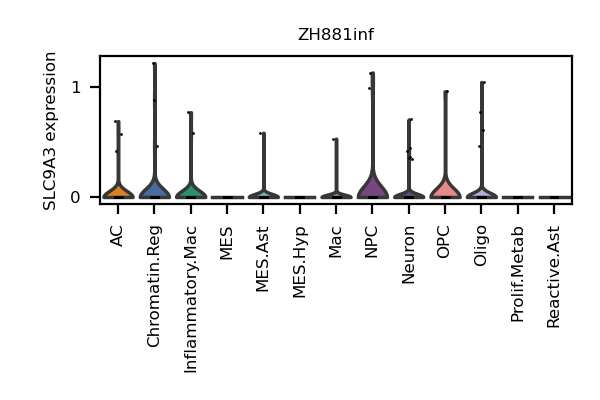 ZH881inf
SLC9A3 expression
1
0
AC
Chromatin.Reg
Inflammatory.Mac
MES
MES.Ast
MES.Hyp
Mac
NPC
Neuron
OPC
Oligo
Prolif.Metab
Reactive.Ast